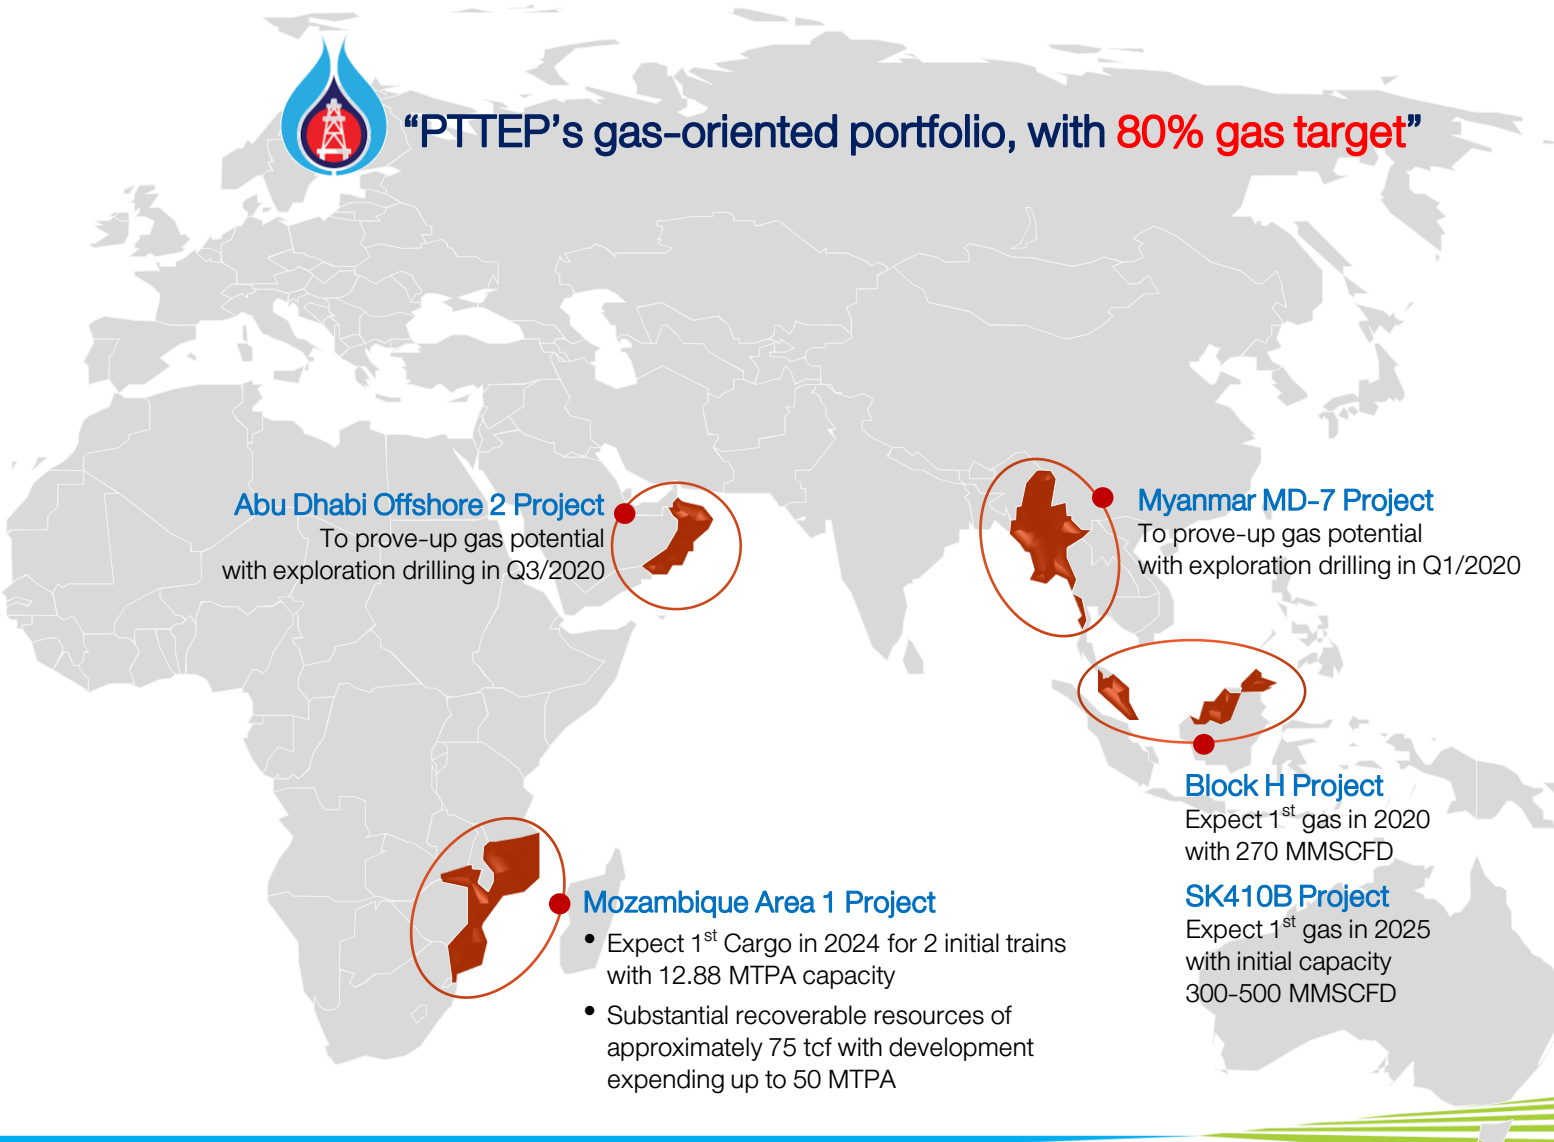 “PTTEP’s gas-oriented portfolio, with 80% gas target”
Abu Dhabi Offshore 2 Project
To prove-up gas potential
with exploration drilling in Q3/2020
Myanmar MD-7 Project
To prove-up gas potential
with exploration drilling in Q1/2020
Block H Project
Expect 1st gas in 2020
with 270 MMSCFD
SK410B Project
Expect 1st gas in 2025
with initial capacity
300-500 MMSCFD
Mozambique Area 1 Project
• Expect 1st Cargo in 2024 for 2 initial trains
with 12.88 MTPA capacity
• Substantial recoverable resources of
approximately 75 tcf with development
expending up to 50 MTPA